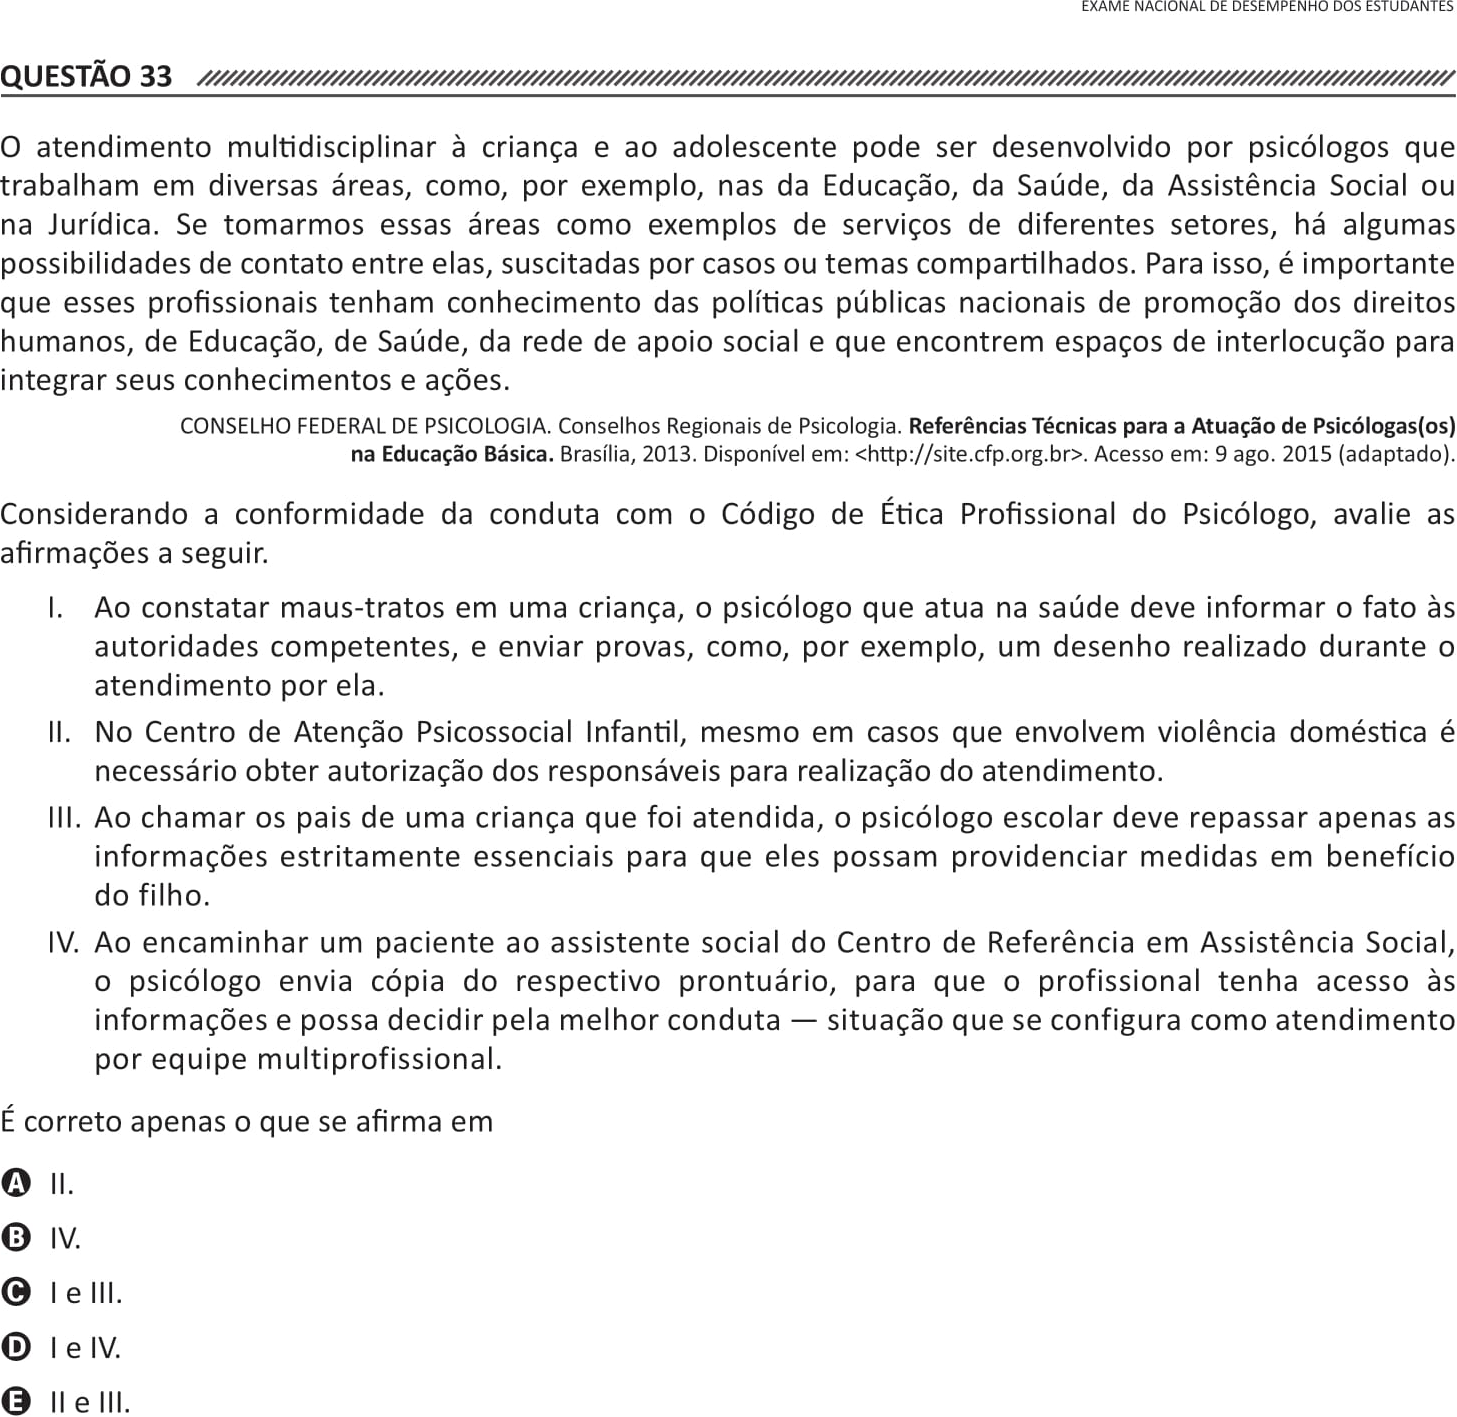 EXAME NACIONAL DE DESEMPENHO DOS ESTUDANTES
QUESTÃO 33
O atendimento multidisciplinar à criança e ao adolescente pode ser desenvolvido por psicólogos que
trabalham em diversas áreas, como, por exemplo, nas da Educação, da Saúde, da Assistência Social ou
na Jurídica. Se tomarmos essas áreas como exemplos de serviços de diferentes setores, há algumas
possibilidades de contato entre elas, suscitadas por casos ou temas compartilhados. Para isso, é importante
que esses profissionais tenham conhecimento das políticas públicas nacionais de promoção dos direitos
humanos, de Educação, de Saúde, da rede de apoio social e que encontrem espaços de interlocução para
integrar seus conhecimentos e ações.
CONSELHO FEDERAL DE PSICOLOGIA. Conselhos Regionais de Psicologia. Referências Técnicas para a Atuação de Psicólogas(os)
na Educação Básica. Brasília, 2013. Disponível em: <http://site.cfp.org.br>. Acesso em: 9 ago. 2015 (adaptado).
Considerando a conformidade da conduta com o Código de Ética Profissional do Psicólogo, avalie as
afirmações a seguir.
I. Ao constatar maus-tratos em uma criança, o psicólogo que atua na saúde deve informar o fato às
autoridades competentes, e enviar provas, como, por exemplo, um desenho realizado durante o
atendimento por ela.
II. No Centro de Atenção Psicossocial Infantil, mesmo em casos que envolvem violência doméstica é
necessário obter autorização dos responsáveis para realização do atendimento.
III. Ao chamar os pais de uma criança que foi atendida, o psicólogo escolar deve repassar apenas as
informações estritamente essenciais para que eles possam providenciar medidas em benefício
do filho.
IV. Ao encaminhar um paciente ao assistente social do Centro de Referência em Assistência Social,
o psicólogo envia cópia do respectivo prontuário, para que o profissional tenha acesso às
informações e possa decidir pela melhor conduta — situação que se configura como atendimento
por equipe multiprofissional.
É correto apenas o que se afirma em
A II.
B IV.
C I e III.
D I e IV.
E II e III.